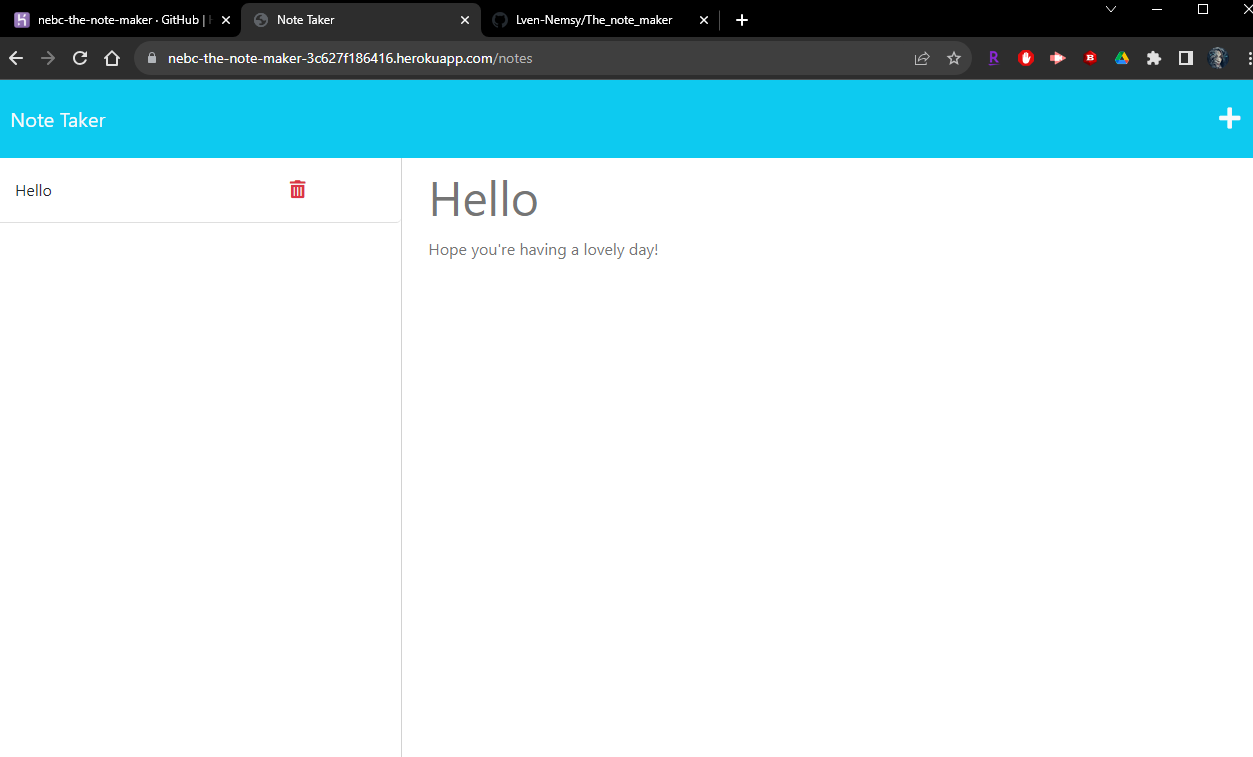 nebc-the-note-maker · GitHub |
Note Taker
Lven-Nemsy/The_note_maker
nebc-the-note-maker-3c627f186416.herokuapp.com/notes
R
B
Note Taker
Hello
Hello
Hope you're having a lovely day!